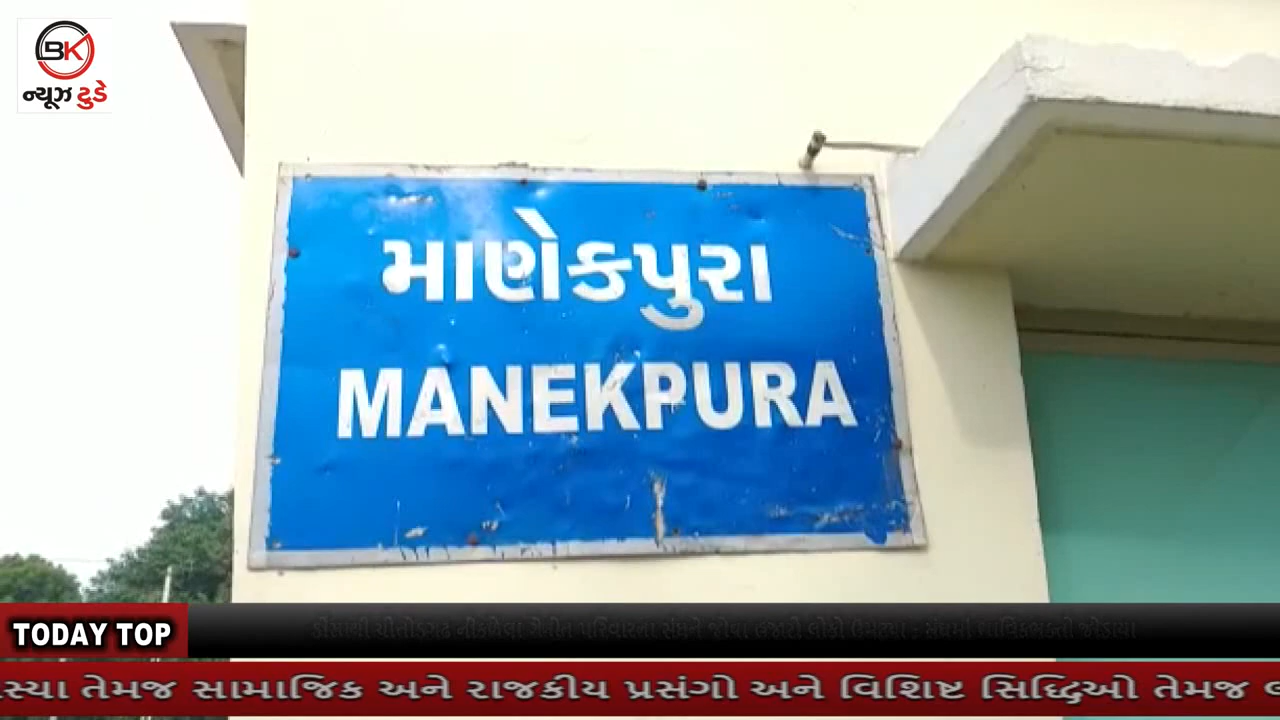 BK
ન્યૂઝ ટુડે
માણેકપુરા
MANEKPURA
TODAY TOP
તેમજ સામાજિક અને રાજકીય પ્રસંગો અને વિશિષ્ટ સિદ્ધિઓ તેમજ